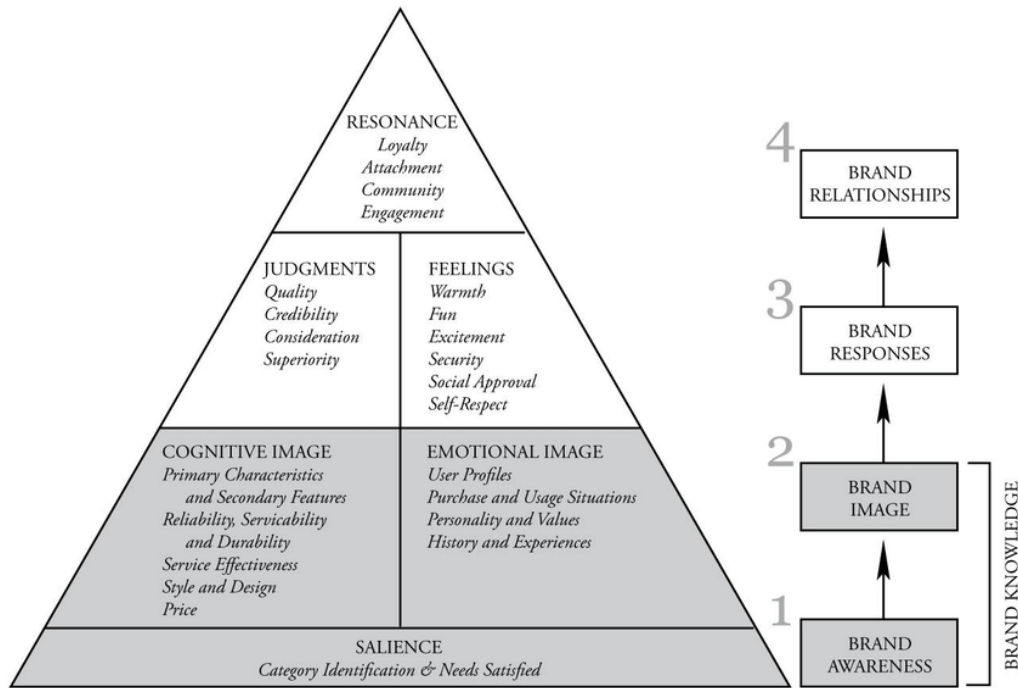 RESONANCE
Loyalty
Attachment
Community
Engagement
JUDGMENTS
Quality
Credibility
Consideration
Superiority
FEELINGS
Warmth
Fun
Excitement
Security
Social Approval
Self-Respect
COGNITIVE IMAGE
Primary Characteristics
and Secondary Features
Reliability, Servicability
and Durability
Service Effectiveness
Style and Design
Price
EMOTIONAL IMAGE
User Profiles
Purchase and Usage Situations
Personality and Values
History and Experiences
SALIENCE
Category Identification & Needs Satisfied
4
BRAND
RELATIONSHIPS
3
BRAND
RESPONSES
2
BRAND
IMAGE
1
BRAND
AWARENESS
BRAND KNOWLEDGE